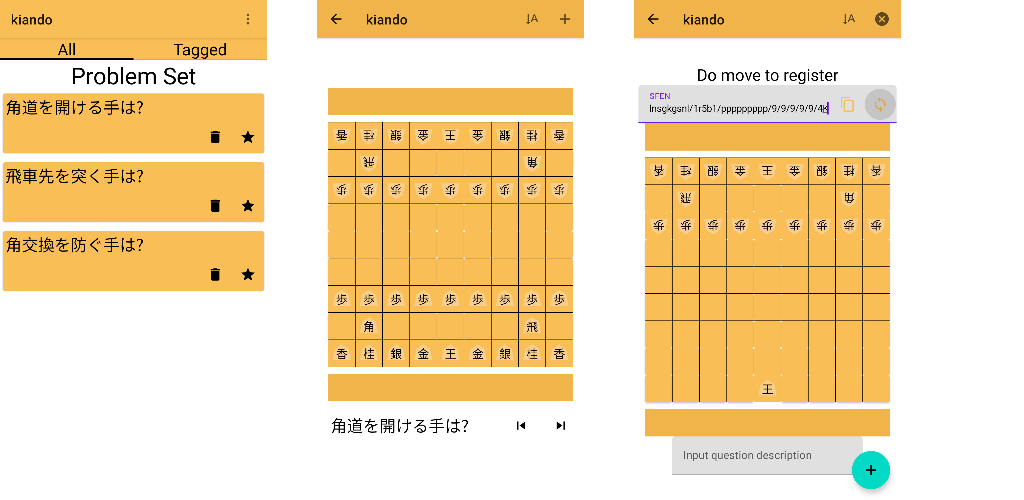 kiando
All
Tagged
Problem Set
角道を開ける手は?
飛車先を突く手は?
角交換を防ぐ手は?
kiando
A
香 桂 銀 金 王 金 銀 桂 香
飛 角
歩 歩 歩 歩 歩 歩 歩 歩 歩
歩 歩 歩 歩 歩 歩 歩 歩 歩
角 飛
香 桂 銀 金 王 金 銀 桂 香
角道を開ける手は?
kiando
A
Do move to register
SFEN
lnsgkgsnl/1r5b1/ppppppppp/9/9/9/9/9/4K
香 桂 銀 金 王 金 銀 桂 香
飛 角
歩 歩 歩 歩 歩 歩 歩 歩 歩
王
Input question description